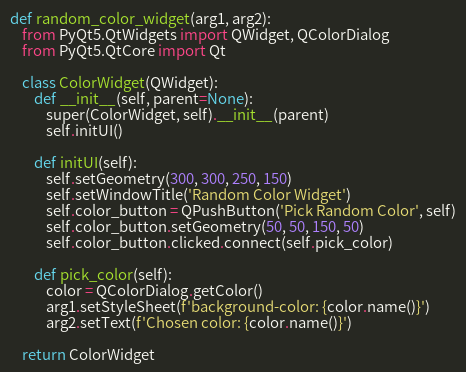 def random_color_widget(arg1, arg2):
    from PyQt5.QtWidgets import QWidget, QColorDialog
    from PyQt5.QtCore import Qt

    class ColorWidget(QWidget):
        def __init__(self, parent=None):
            super(ColorWidget, self).__init__(parent)
            self.initUI()

        def initUI(self):
            self.setGeometry(300, 300, 250, 150)
            self.setWindowTitle('Random Color Widget')
            self.color_button = QPushButton('Pick Random Color', self)
            self.color_button.setGeometry(50, 50, 150, 50)
            self.color_button.clicked.connect(self.pick_color)

        def pick_color(self):
            color = QColorDialog.getColor()
            arg1.setStyleSheet(f'background-color: {color.name()}')
            arg2.setText(f'Chosen color: {color.name()}')

    return ColorWidget